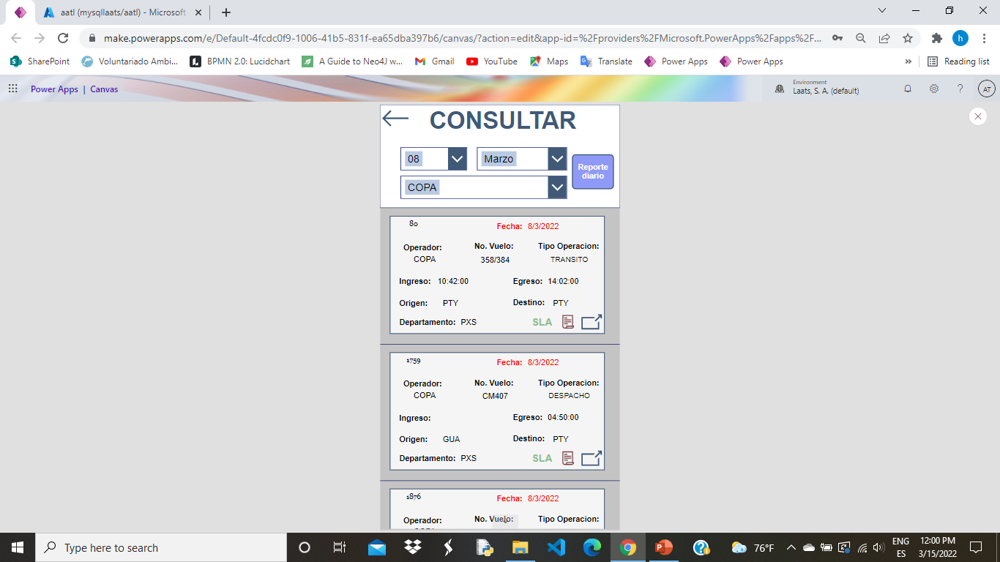 aatl (mysqllaats/aatl) - Microsoft
make.powerapps.com/e/Default-4fcdc0f9-1006-41b5-831f-ea65dba397b6/canvas/?action=edit&app-id=%2Fproviders%2FMicrosoft.PowerApps%2Fapps%2F...
h
SharePoint Voluntariado Ambi... BPMN 2.0: Lucidchart A Guide to Neo4J w... Gmail YouTube Maps Translate Power Apps Power Apps » Reading list
Power Apps | Canvas
Environment
Laats, S. A. (default)
AT
CONSULTAR
08 Marzo
Reporte
diario
COPA
80 Fecha: 8/3/2022
Operador: No. Vuelo: Tipo Operacion:
COPA 358/384 TRANSITO
Ingreso: 10:42:00 Egreso: 14:02:00
Origen: PTY Destino: PTY
Departamento: PXS SLA
1759 Fecha: 8/3/2022
Operador: No. Vuelo: Tipo Operacion:
COPA CM407 DESPACHO
Ingreso: Egreso: 04:50:00
Origen: GUA Destino: PTY
Departamento: PXS SLA
1876 Fecha: 8/3/2022
Operador: No. Vuelo: Tipo Operacion:
Type here to search
76°F
ENG
ES
12:00 PM
3/15/2022